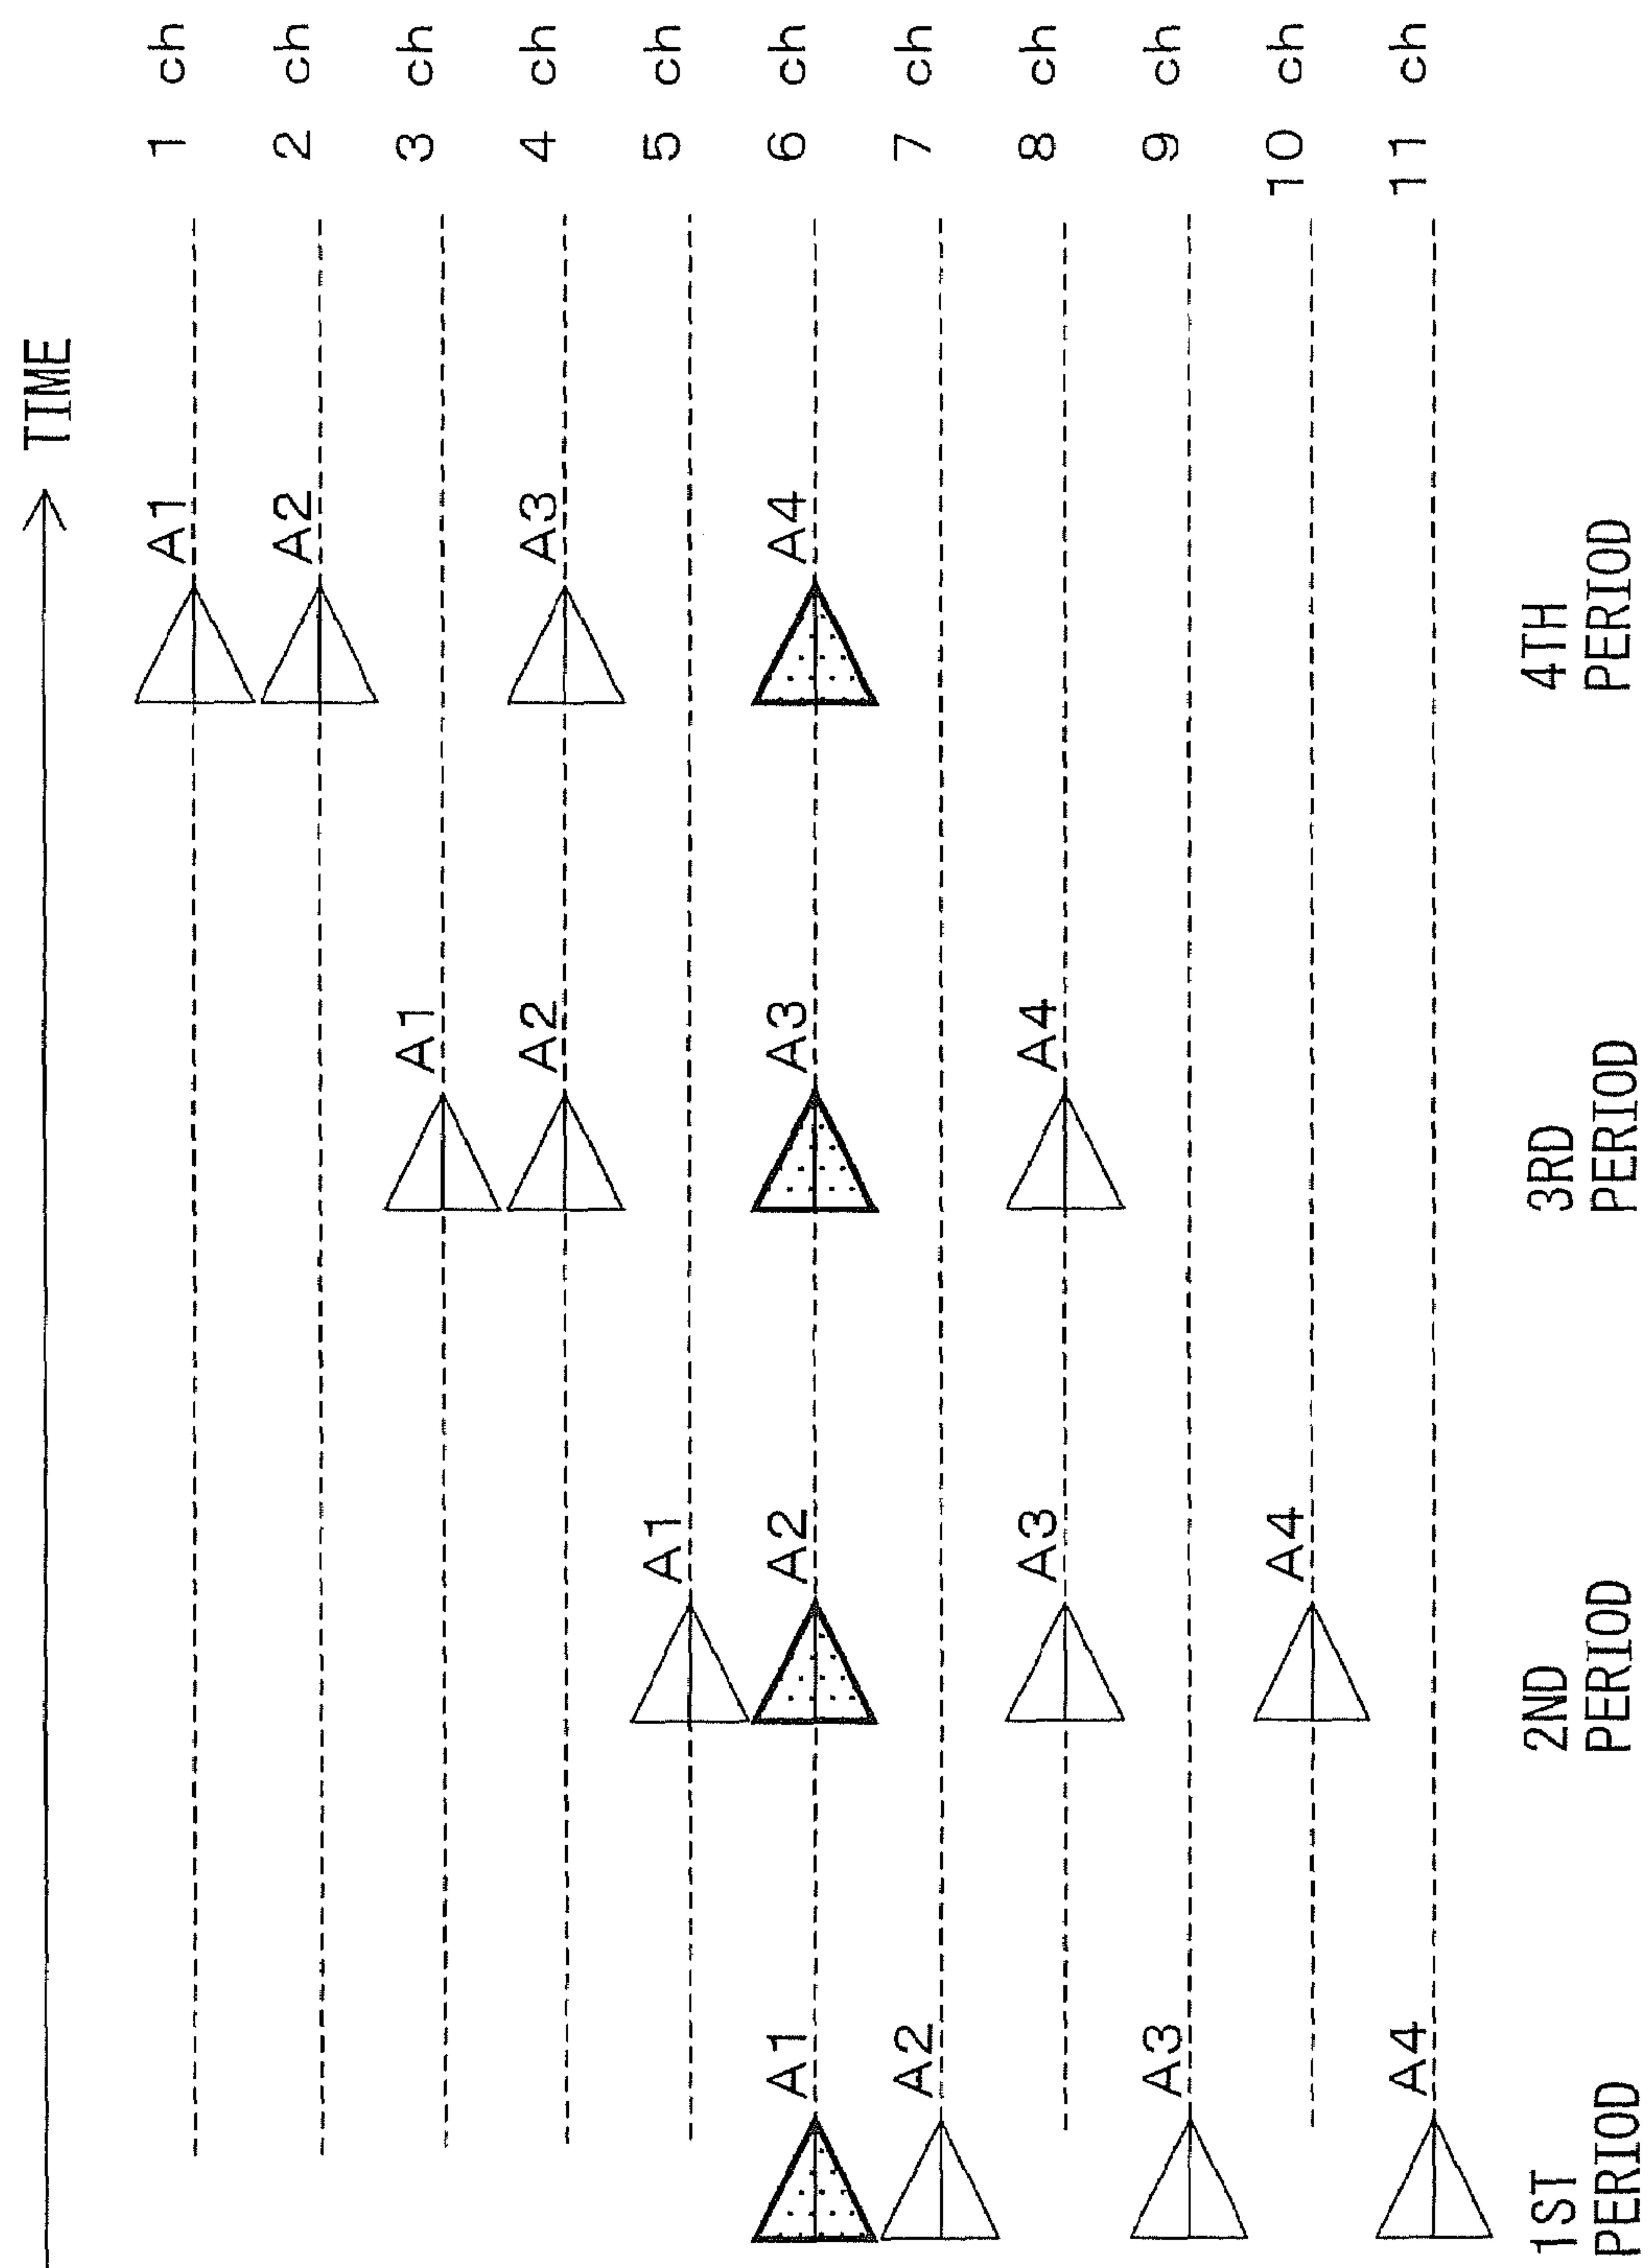 TIME
A1 1 ch
A2 2 ch
A1 3 ch
A2 A3 4 ch
A1 5 ch
A1 A2 A3 A4 6 ch
A2 7 ch
A3 A4 8 ch
A3 9 ch
A4 10 ch
A4 11 ch
1ST 2ND 3RD 4TH
PERIOD PERIOD PERIOD PERIOD